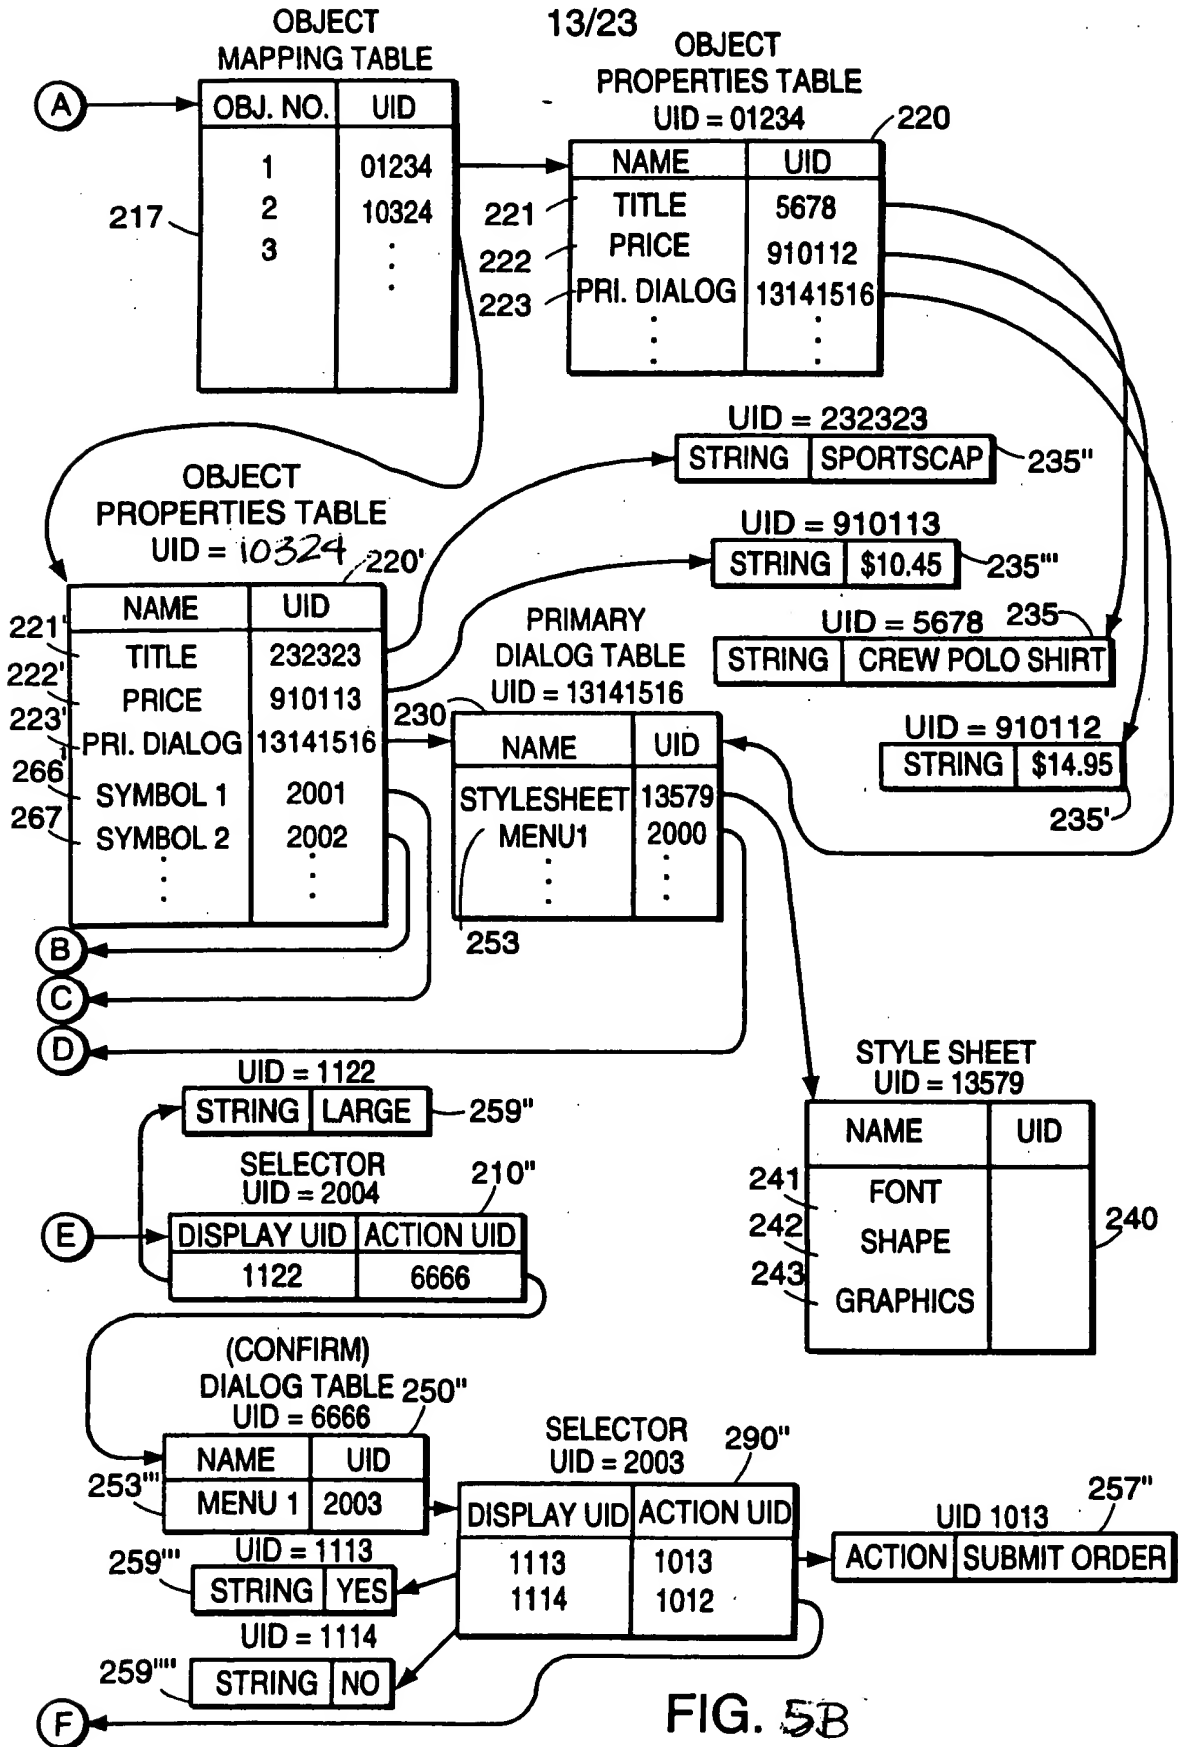 13/23
OBJECT
MAPPING TABLE
A
OBJ. NO. UID
1 01234
2 10324
3
217
OBJECT
PROPERTIES TABLE
UID = 01234
220
NAME UID
221 TITLE 5678
222 PRICE 910112
223 PRI. DIALOG 13141516
UID = 232323
STRING SPORTSCAP 235"
UID = 910113
STRING $10.45 235'''
UID = 5678 235
STRING CREW POLO SHIRT
UID = 910112
STRING $14.95
235'
OBJECT
PROPERTIES TABLE
UID = 10324
220'
NAME UID
221' TITLE 232323
222' PRICE 910113
223' PRI. DIALOG 13141516
266' SYMBOL 1 2001
267 SYMBOL 2 2002
PRIMARY
DIALOG TABLE
UID = 13141516
230
NAME UID
STYLESHEET 13579
MENU1 2000
253
B
C
D
STYLE SHEET
UID = 13579
NAME UID
241 FONT
242 SHAPE
243 GRAPHICS
240
UID = 1122
STRING LARGE 259"
SELECTOR
UID = 2004
210"
E
DISPLAY UID ACTION UID
1122 6666
(CONFIRM)
DIALOG TABLE
UID = 6666
250"
NAME UID
253''' MENU 1 2003
SELECTOR
UID = 2003
290"
DISPLAY UID ACTION UID
1113 1013
1114 1012
257"
UID 1013
ACTION SUBMIT ORDER
UID = 1113
259''' STRING YES
UID = 1114
259'''' STRING NO
F
FIG. 5B